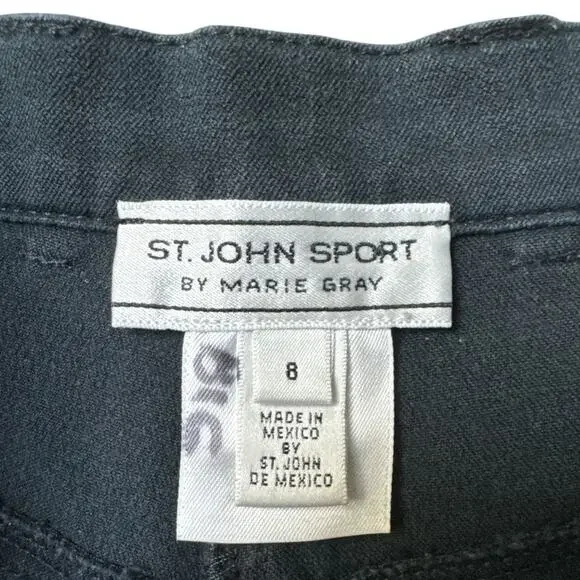 ST. JOHN SPORT
BY MARIE GRAY
8
MADE IN
MEXICO
BY
ST. JOHN
DE MEXICO